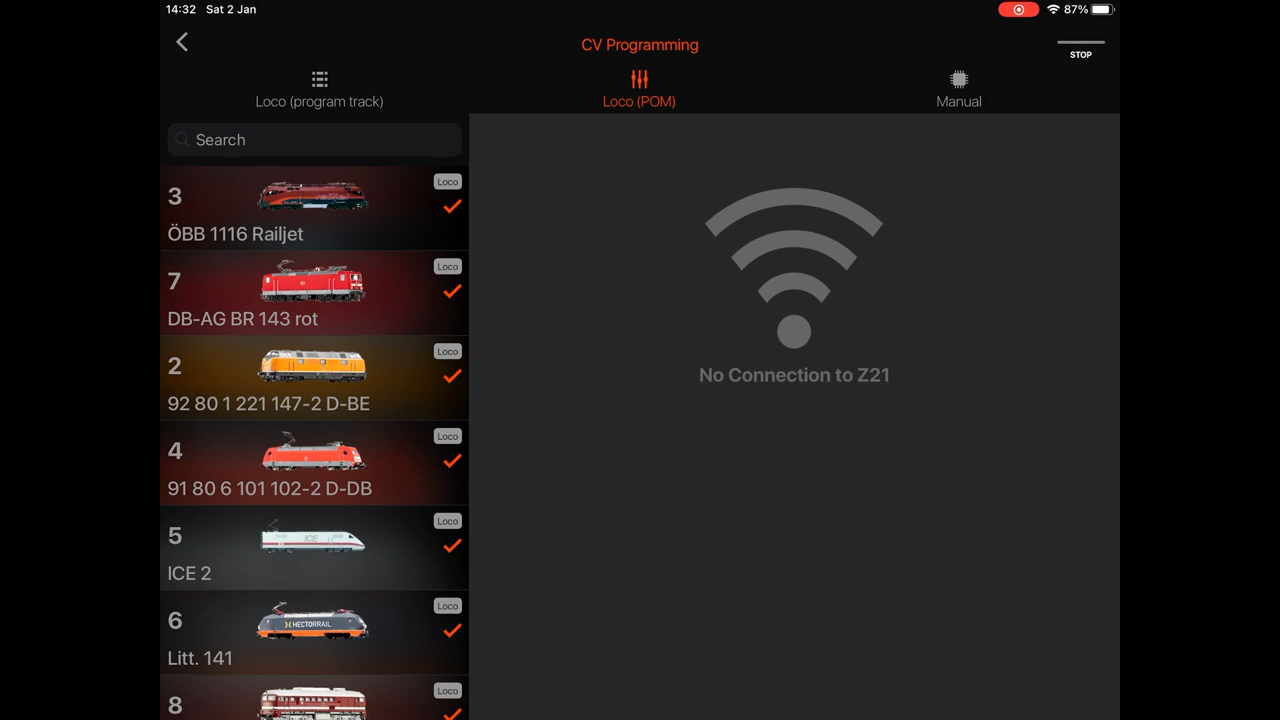 14:32 Sat 2 Jan
87%
CV Programming
STOP
Loco (program track)
Loco (POM)
Manual
Search
3
Loco
ÖBB 1116 Railjet
7
Loco
DB-AG BR 143 rot
2
Loco
92 80 1 221 147-2 D-BE
4
Loco
91 80 6 101 102-2 D-DB
5
Loco
ICE
ICE 2
6
Loco
HECTORRAIL
Litt. 141
8
Loco
No Connection to Z21